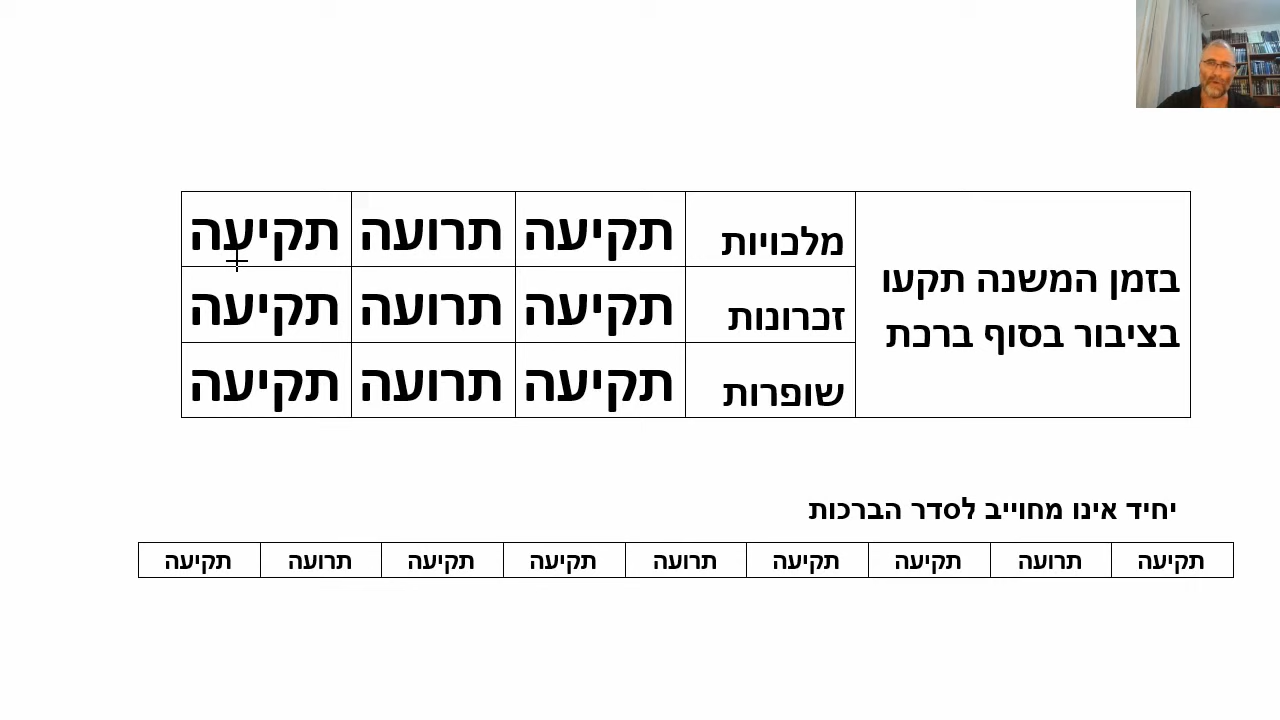 בזמן המשנה תקעו
בציבור בסוף ברכת
מלכויות תקיעה תרועה תקיעה
זכרונות תקיעה תרועה תקיעה
שופרות תקיעה תרועה תקיעה
יחיד אינו מחוייב לסדר הברכות
תקיעה תרועה תקיעה תקיעה תרועה תקיעה תקיעה תרועה תקיעה